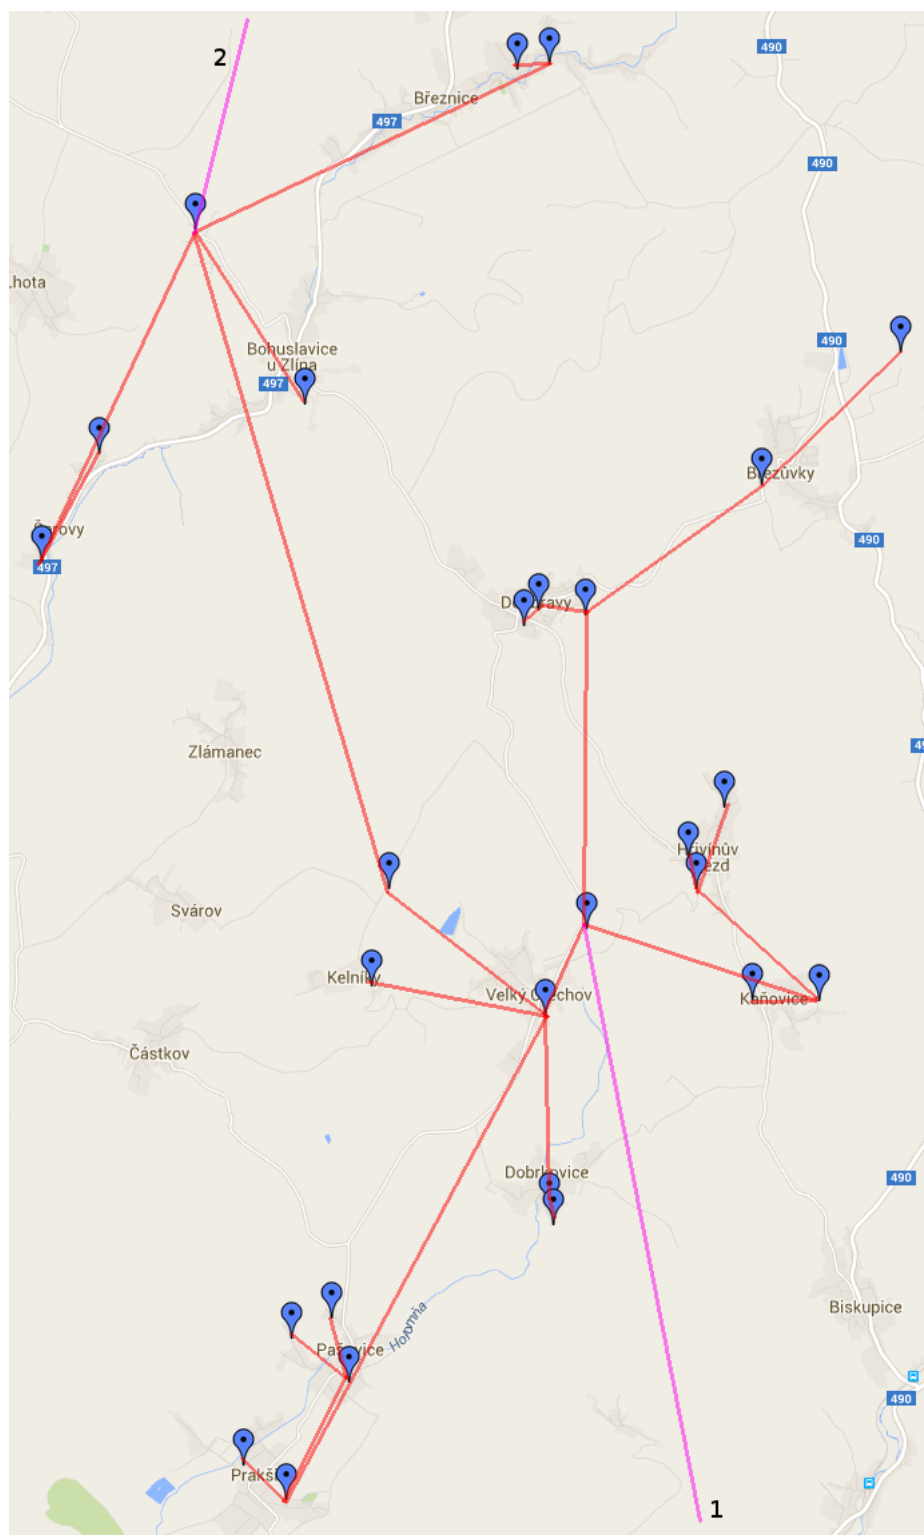 490
2
Březnice
497
490
Lhota
490
Bohuslavice
u Zlína
497
Březůvky
490
497
Zlámanec
Hřivínův
Svárov
Kelníky
Velký Ořechov
Kaňovice
Částkov
Dobrkovice
490
Biskupice
Pašovice
490
1